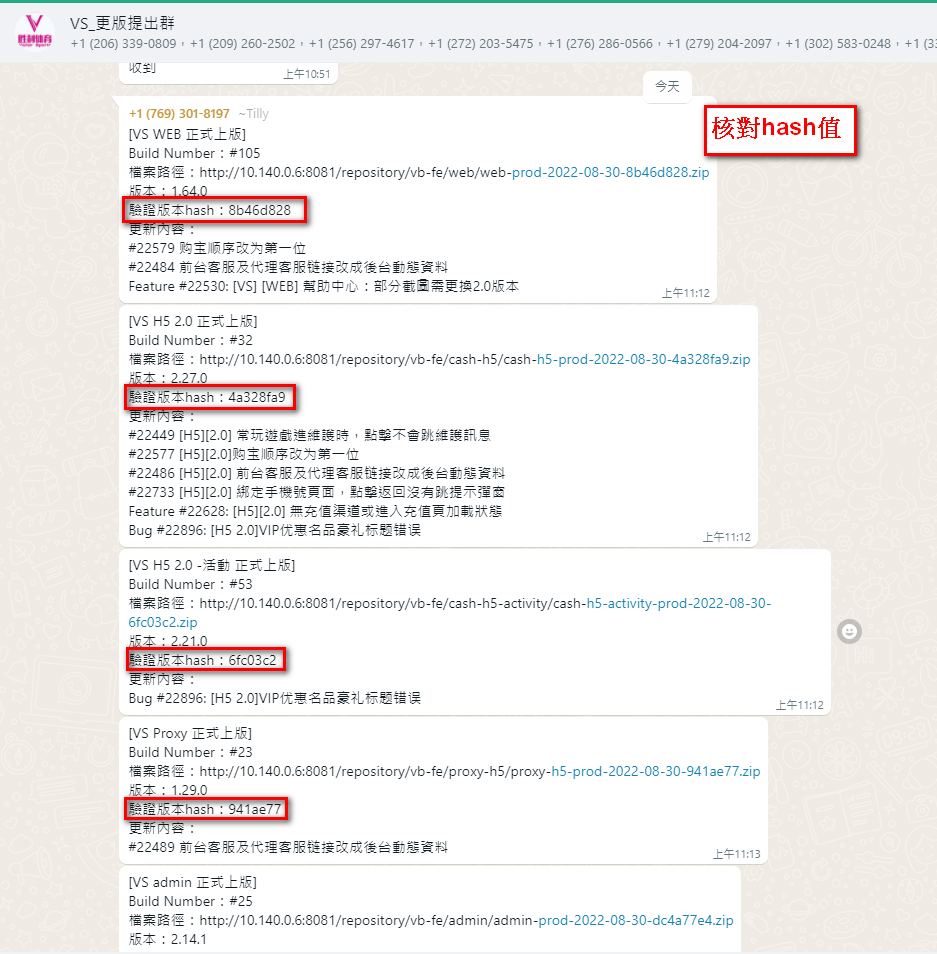 VS_更版提出群
+1 (206) 339-0809，+1 (209) 260-2502，+1 (256) 297-4617，+1 (272) 203-5475，+1 (276) 286-0566，+1 (279) 204-2097，+1 (302) 583-0248，+1
收到
上午10:51
今天
核對hash值
+1 (769) 301-8197 ~Tilly
[VS WEB 正式上版]
Build Number：#105
檔案路徑：http://10.140.0.6:8081/repository/vb-fe/web/web-prod-2022-08-30-8b46d828.zip
版本：1.64.0
驗證版本hash：8b46d828
更新內容：
#22579 购宝顺序改为第一位
#22484 前台客服及代理客服链接改成後台動態資料
Feature #22530: [VS] [WEB] 幫助中心：部分截圖需更換2.0版本
上午11:12
[VS H5 2.0 正式上版]
Build Number：#32
檔案路徑：http://10.140.0.6:8081/repository/vb-fe/cash-h5/cash-h5-prod-2022-08-30-4a328fa9.zip
版本：2.27.0
驗證版本hash：4a328fa9
更新內容：
#22449 [H5][2.0] 常玩遊戲進維護時，點擊不會跳維護訊息
#22577 [H5][2.0]购宝顺序改为第一位
#22486 [H5][2.0] 前台客服及代理客服链接改成後台動態資料
#22733 [H5][2.0] 綁定手機號頁面，點擊返回沒有跳提示彈窗
Feature #22628: [H5][2.0] 無充值渠道或進入充值頁加載狀態
Bug #22896: [H5 2.0]VIP优惠名品豪礼标题错误
上午11:12
[VS H5 2.0 -活動 正式上版]
Build Number：#53
檔案路徑：http://10.140.0.6:8081/repository/vb-fe/cash-h5-activity/cash-h5-activity-prod-2022-08-30-
6fc03c2.zip
版本：2.21.0
驗證版本hash：6fc03c2
更新內容：
Bug #22896: [H5 2.0]VIP优惠名品豪礼标题错误
上午11:12
[VS Proxy 正式上版]
Build Number：#23
檔案路徑：http://10.140.0.6:8081/repository/vb-fe/proxy-h5/proxy-h5-prod-2022-08-30-941ae77.zip
版本：1.29.0
驗證版本hash：941ae77
更新內容：
#22489 前台客服及代理客服链接改成後台動態資料
上午11:13
[VS admin 正式上版]
Build Number：#25
檔案路徑：http://10.140.0.6:8081/repository/vb-fe/admin/admin-prod-2022-08-30-dc4a77e4.zip
版本：2.14.1